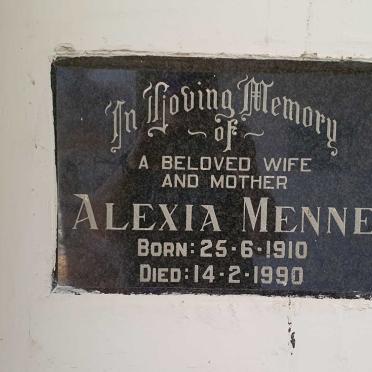 In Loving Memory
of
A BELOVED WIFE
AND MOTHER
ALEXIA MENNE
BORN: 25-6-1910
DIED: 14-2-1990